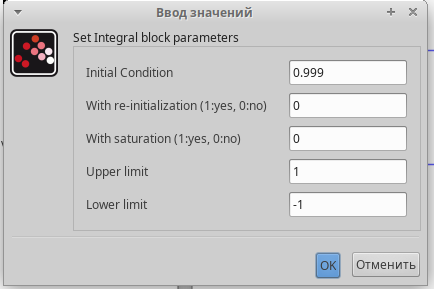 Ввод значений
Set Integral block parameters
Initial Condition 0.999
With re-initialization (1:yes, 0:no) 0
With saturation (1:yes, 0:no) 0
Upper limit 1
Lower limit -1
OK Отменить